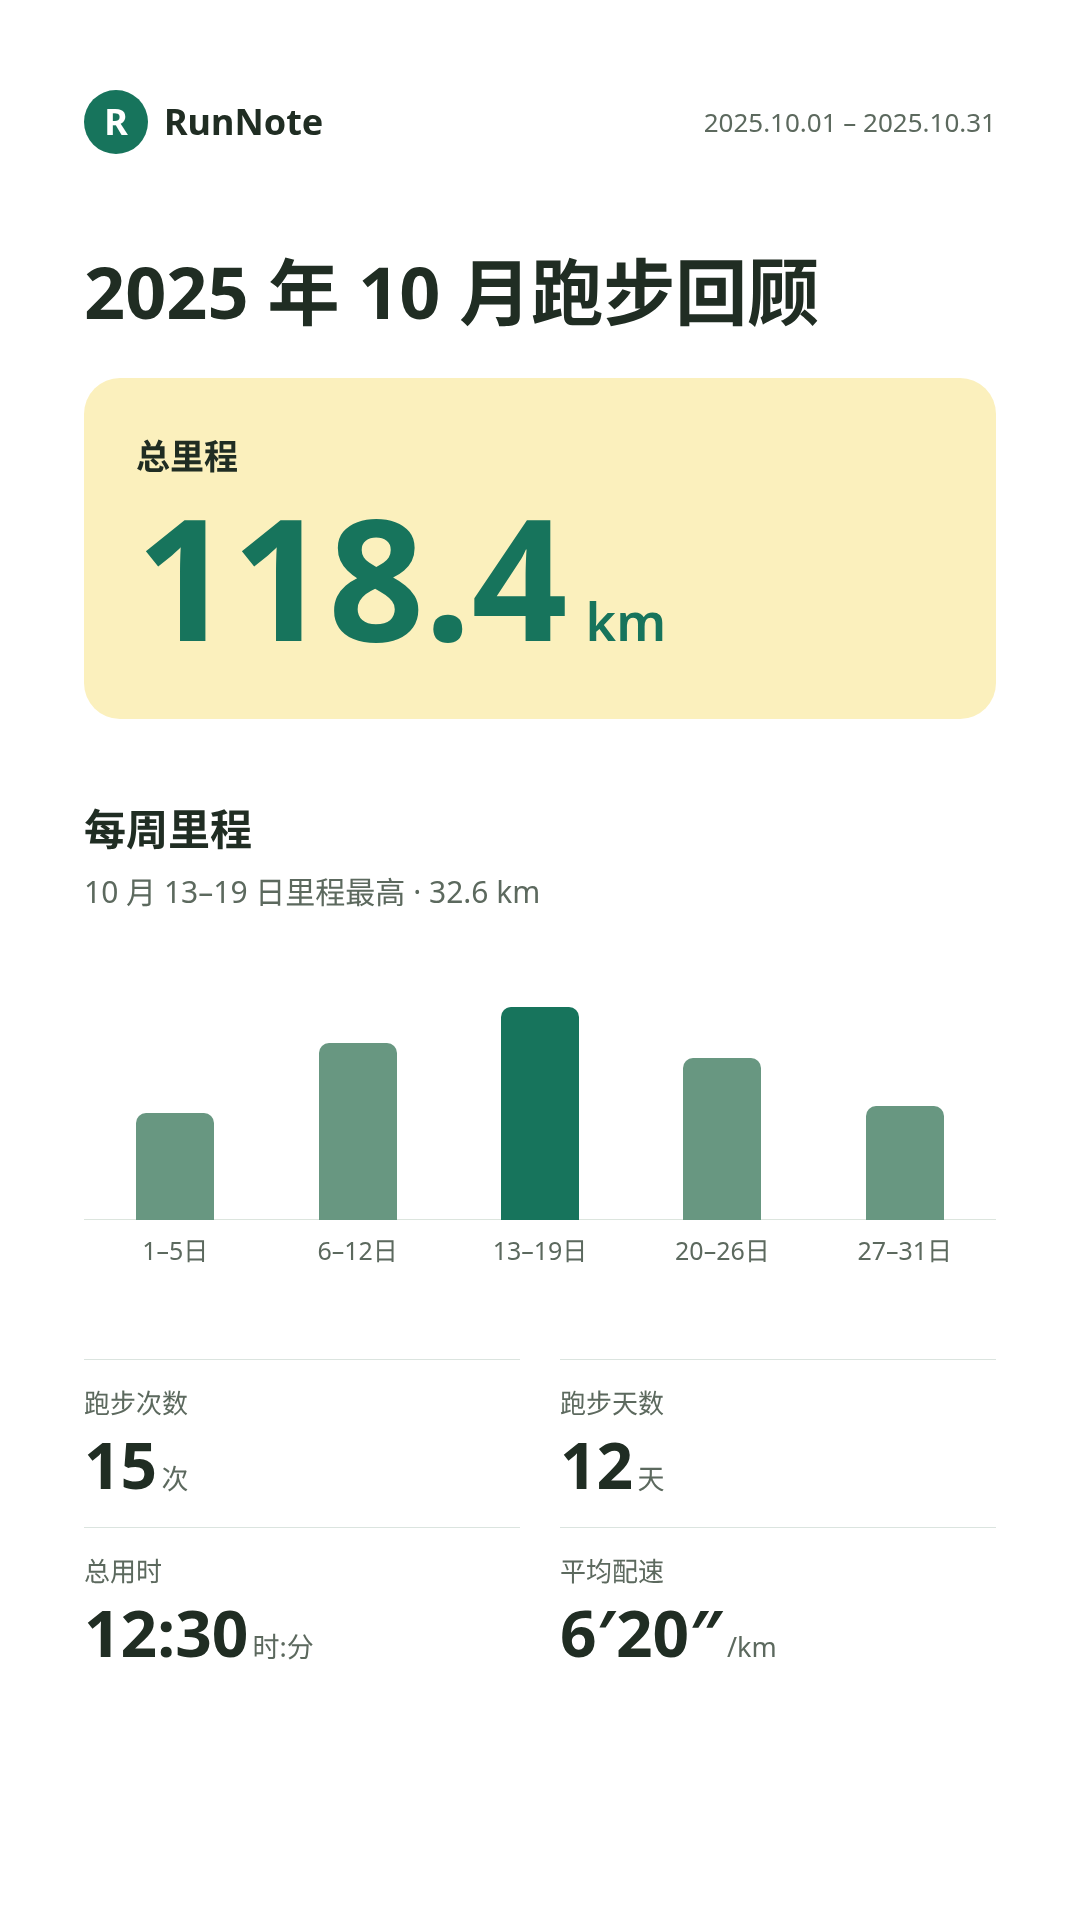 R RunNote 2025.10.01 – 2025.10.31
2025 年 10 月跑步回顾
总里程
118.4 km
每周里程
10 月 13–19 日里程最高 · 32.6 km
1–5日 6–12日 13–19日 20–26日 27–31日
跑步次数 跑步天数
15 次 12 天
总用时 平均配速
12:30 时:分 6′20″ /km